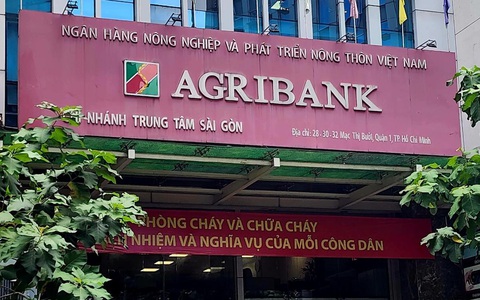 NGÂN HÀNG NÔNG NGHIỆP VÀ PHÁT TRIỂN NÔNG THÔN VIỆT NAM
AGRIBANK
NHÁNH TRUNG TÂM SÀI GÒN
Địa chỉ: 28-30-32 Mạc Thị Bưởi, Quận 1, TP. Hồ Chí Minh
PHÒNG CHÁY VÀ CHỮA CHÁY
NHIỆM VÀ NGHĨA VỤ CỦA MỖI CÔNG DÂN